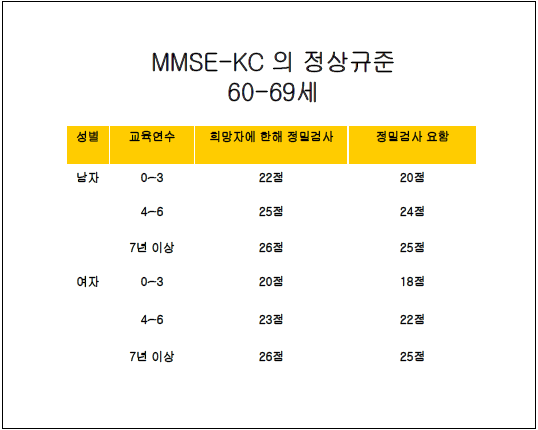 MMSE-KC 의 정상규준
60-69세
성별 교육연수 희망자에 한해 정밀검사 정밀검사 요함
남자 0-3 22점 20점
4-6 25점 24점
7년 이상 26점 25점
여자 0-3 20점 18점
4-6 23점 22점
7년 이상 26점 25점